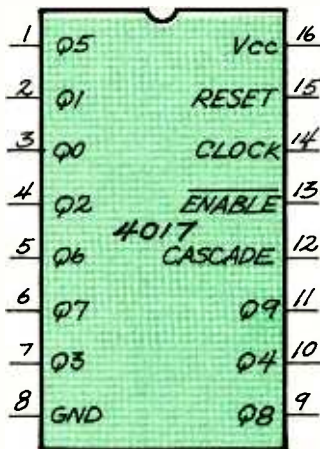 1 Q5 Vcc 16
2 Q1 RESET 15
3 Q0 CLOCK 14
4 Q2 ENABLE 13
4017
5 Q6 CASCADE 12
6 Q7 Q9 11
7 Q3 Q4 10
8 GND Q8 9